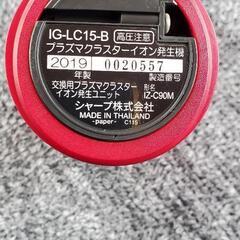 IG-LC15-B 高圧注意
プラズマクラスターイオン発生機
2019 0020557
年製 製造番号
交換用プラズマクラスター 形名
イオン発生ユニット IZ-C90M
シャープ株式会社
MADE IN THAILAND
-paper- C115